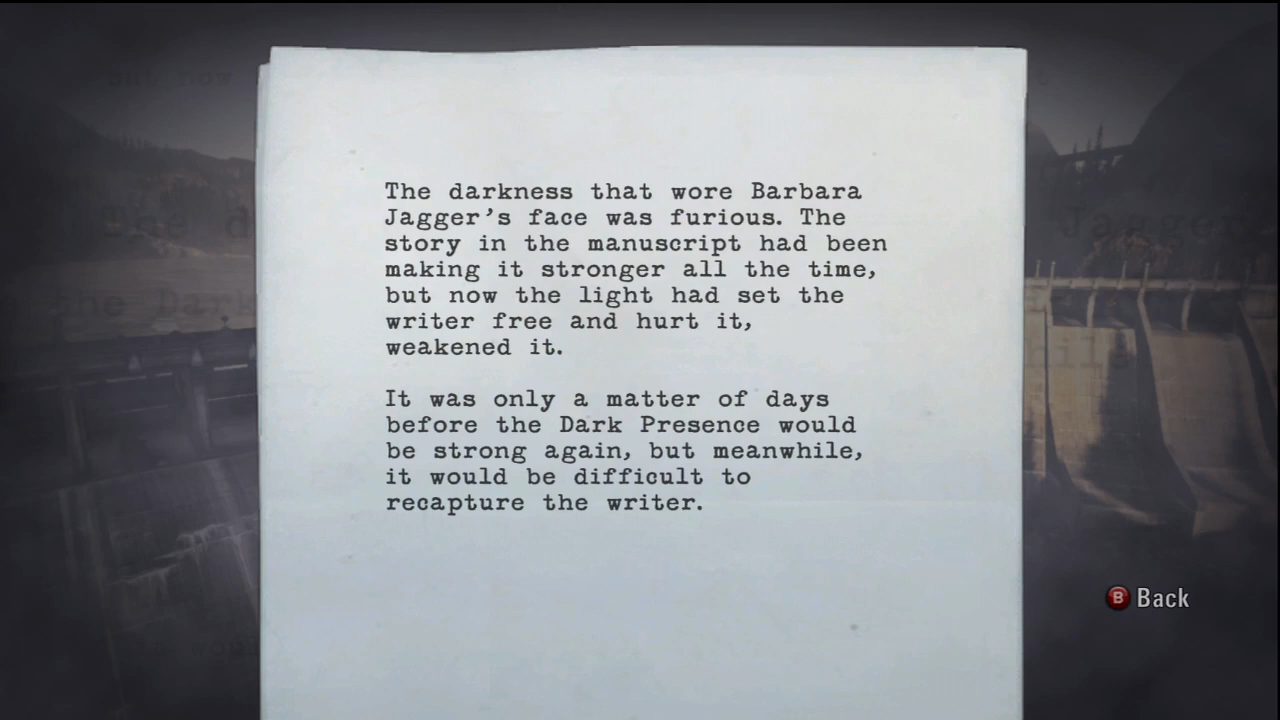 The darkness that wore Barbara
Jagger's face was furious. The
story in the manuscript had been
making it stronger all the time,
but now the light had set the
writer free and hurt it,
weakened it.
It was only a matter of days
before the Dark Presence would
be strong again, but meanwhile,
it would be difficult to
recapture the writer.
B Back